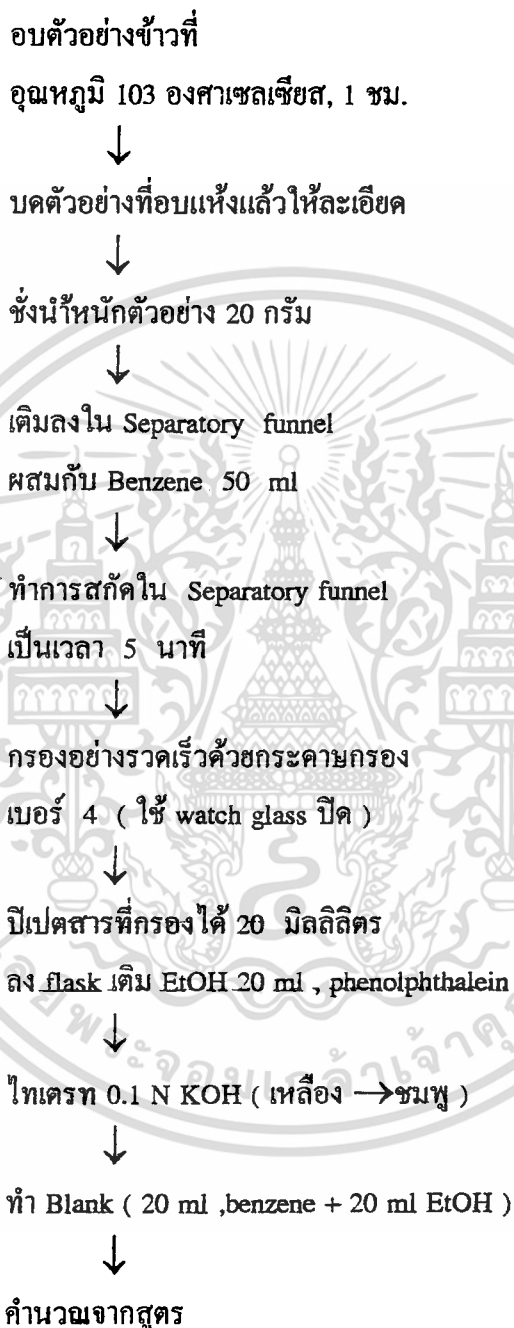 อบตัวอย่างข้าวที่
อุณหภูมิ 103 องศาเซลเซียส, 1 ชม.
↓
บดตัวอย่างที่อบแห้งแล้วให้ละเอียด
↓
ชั่งน้ำหนักตัวอย่าง 20 กรัม
↓
เติมลงใน Separatory funnel
ผสมกับ Benzene 50 ml
↓
ทำการสกัดใน Separatory funnel
เป็นเวลา 5 นาที
↓
กรองอย่างรวดเร็วด้วยกระดาษกรอง
เบอร์ 4 ( ใช้ watch glass ปิด )
↓
ปิเปตสารที่กรองได้ 20 มิลลิลิตร
ลง flask เติม EtOH 20 ml , phenolphthalein
↓
ไทเตรท 0.1 N KOH ( เหลือง →ชมพู )
↓
ทำ Blank ( 20 ml ,benzene + 20 ml EtOH )
↓
คำนวณจากสูตร